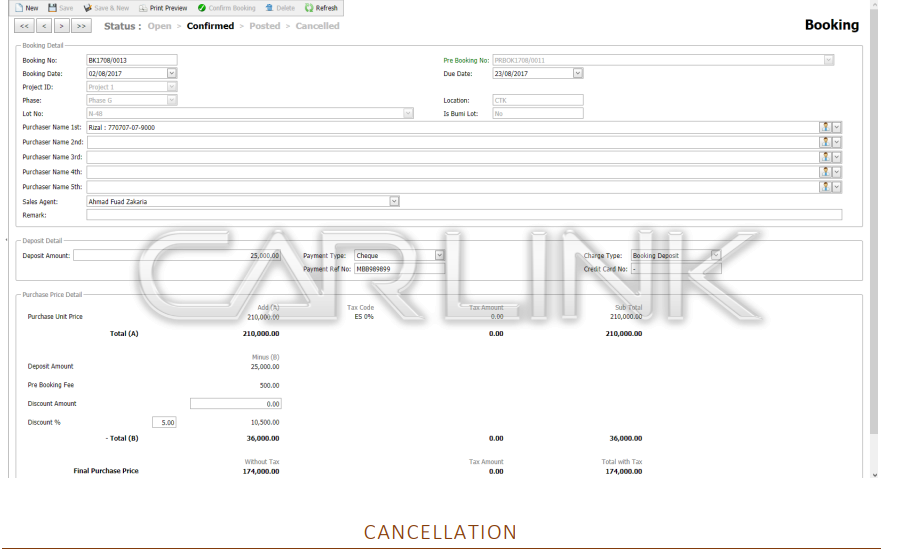 New Save Save & New Print Preview Confirm Booking Delete Refresh
<< < > >> Status : Open > Confirmed > Posted > Cancelled Booking
Booking Detail
Booking No: BK1708/0013 Pre Booking No: PRBOK1708/0011
Booking Date: 02/08/2017 Due Date: 23/08/2017
Project ID: Project 1
Phase: Phase G Location: CTK
Lot No: N-48 Is Bumi Lot: No
Purchaser Name 1st: Rizal : 770707-07-9000
Purchaser Name 2nd:
Purchaser Name 3rd:
Purchaser Name 4th:
Purchaser Name 5th:
Sales Agent: Ahmad Fuad Zakaria
Remark:
Deposit Detail
Deposit Amount: 25,000.00 Payment Type: Cheque Charge Type: Booking Deposit
Payment Ref No: MBB989899 Credit Card No: -
CARLINK
Purchase Price Detail
Add (A) Tax Code Tax Amount Sub Total
Purchase Unit Price 210,000.00 ES 0% 0.00 210,000.00
Total (A) 210,000.00 0.00 210,000.00
Minus (B)
Deposit Amount 25,000.00
Pre Booking Fee 500.00
Discount Amount 0.00
Discount % 5.00 10,500.00
- Total (B) 36,000.00 0.00 36,000.00
Without Tax Tax Amount Total with Tax
Final Purchase Price 174,000.00 0.00 174,000.00
CANCELLATION